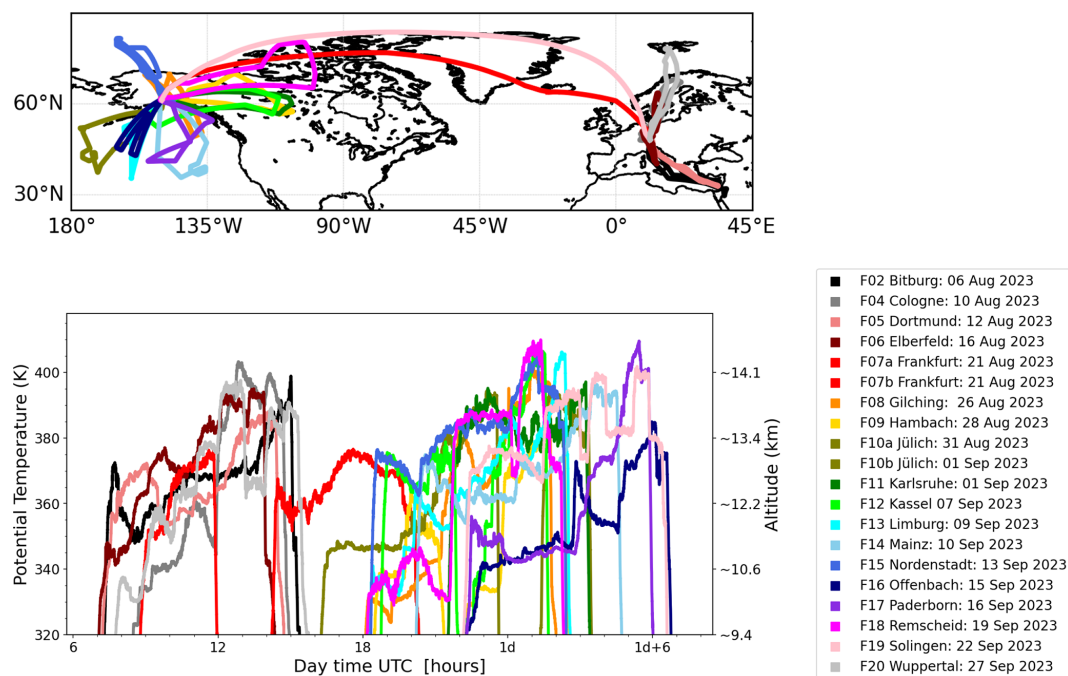 60°N
30°N
180°
135°W
90°W
45°W
0°
45°E
Potential Temperature (K)
400
380
360
340
320
~14.1
~13.4
~12.2
~10.6
~9.4
Altitude (km)
6
12
18
1d
1d+6
Day time UTC [hours]
F02 Bitburg: 06 Aug 2023
F04 Cologne: 10 Aug 2023
F05 Dortmund: 12 Aug 2023
F06 Elberfeld: 16 Aug 2023
F07a Frankfurt: 21 Aug 2023
F07b Frankfurt: 21 Aug 2023
F08 Gilching: 26 Aug 2023
F09 Hambach: 28 Aug 2023
F10a Jülich: 31 Aug 2023
F10b Jülich: 01 Sep 2023
F11 Karlsruhe: 01 Sep 2023
F12 Kassel 07 Sep 2023
F13 Limburg: 09 Sep 2023
F14 Mainz: 10 Sep 2023
F15 Nordenstadt: 13 Sep 2023
F16 Offenbach: 15 Sep 2023
F17 Paderborn: 16 Sep 2023
F18 Remscheid: 19 Sep 2023
F19 Solingen: 22 Sep 2023
F20 Wuppertal: 27 Sep 2023